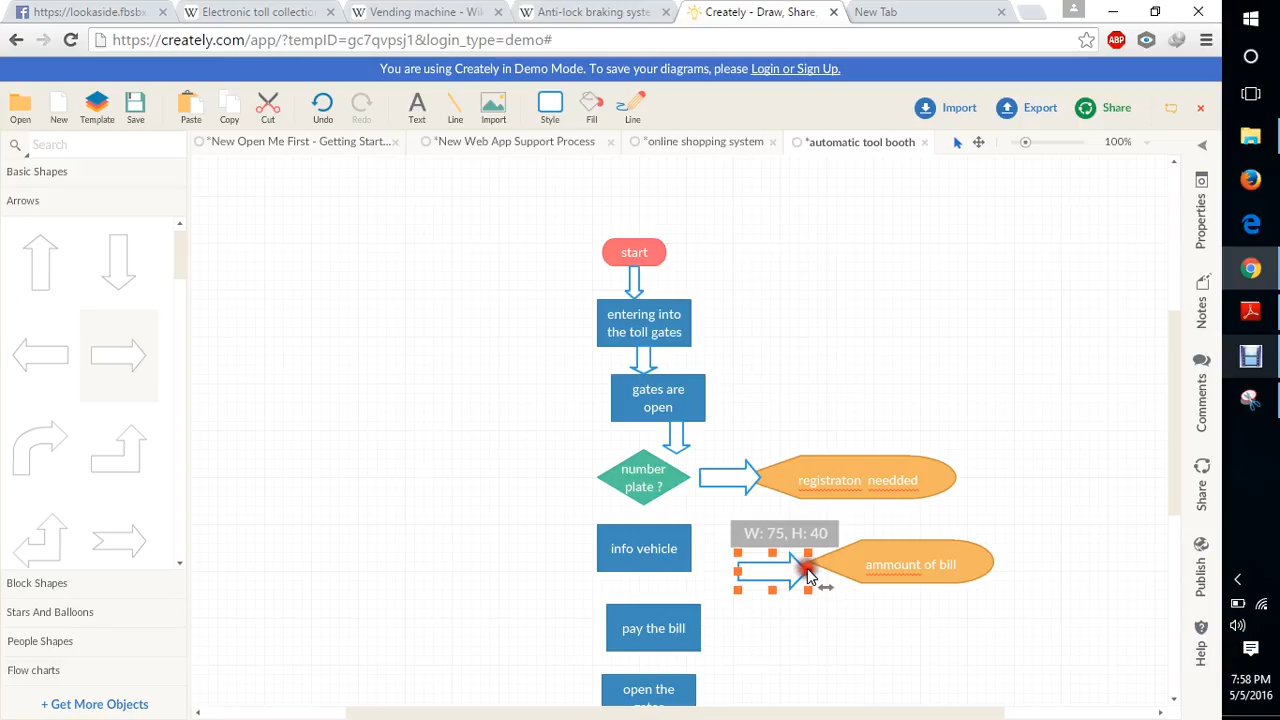 https://lookaside.fbsbx.
Electronic toll collection
Vending machine - Wik
Anti-lock braking syste
Creately - Draw, Share,
New Tab
https://creately.com/app/?tempID=gc7qvpsj1&login_type=demo#
ABP
You are using Creately in Demo Mode. To save your diagrams, please Login or Sign Up.
Open
New
Template
Save
Paste
Copy
Cut
Undo
Redo
Text
Line
Import
Style
Fill
Line
Import
Export
Share
Search
*New Open Me First - Getting Start...
*New Web App Support Process
*online shopping system
*automatic tool booth
100%
Basic Shapes
Arrows
Block Shapes
Stars And Balloons
People Shapes
Flow charts
+ Get More Objects
start
entering into
the toll gates
gates are
open
number
plate ?
registraton needded
info vehicle
W: 75, H: 40
ammount of bill
pay the bill
open the
gates
Properties
Notes
Comments
Share
Publish
Help
7:58 PM
5/5/2016